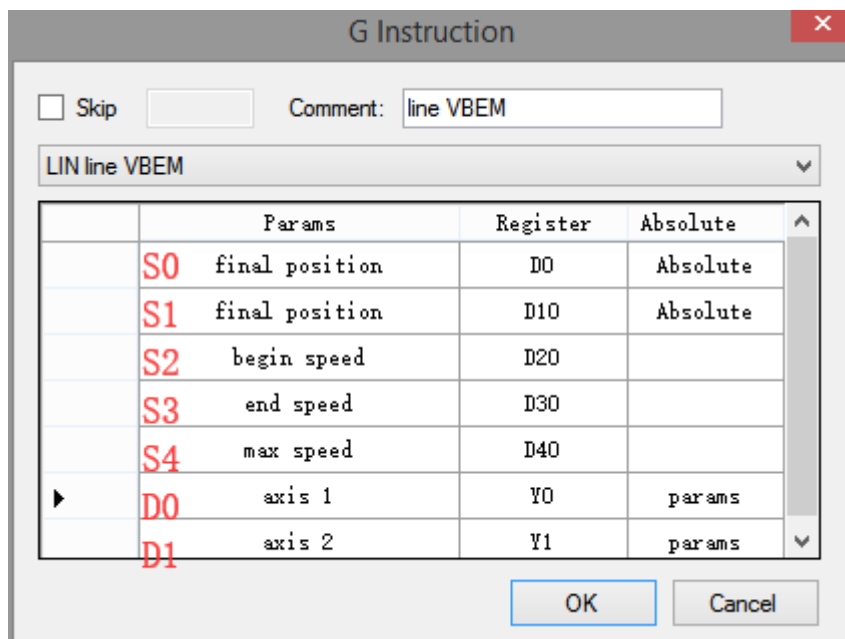 G Instruction
Skip Comment: line VBEM
LIN line VBEM
Params Register Absolute
S0 final position D0 Absolute
S1 final position D10 Absolute
S2 begin speed D20
S3 end speed D30
S4 max speed D40
D0 axis 1 Y0 params
D1 axis 2 Y1 params
OK Cancel